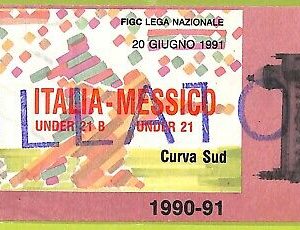 FIGC LEGA NAZIONALE
20 GIUGNO 1991
ITALIA-MESSICO
UNDER 21 B UNDER 21
Curva Sud
1990-91